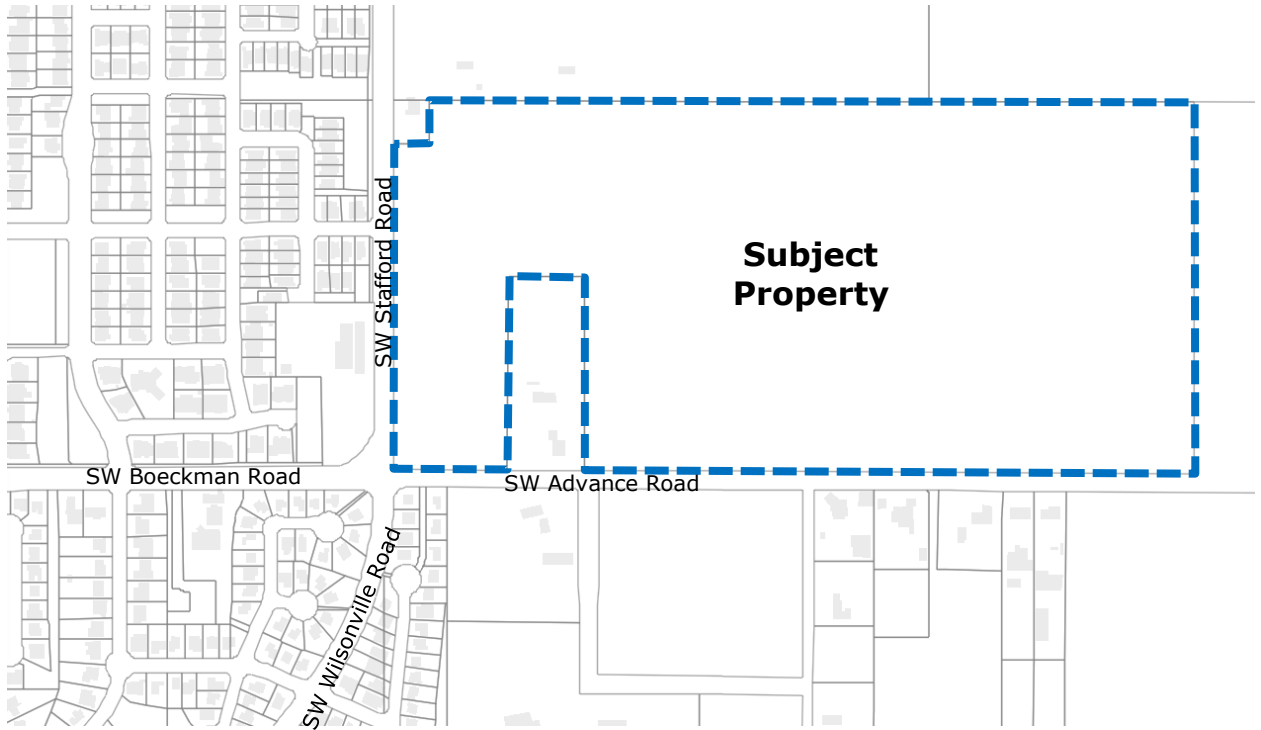 SW Stafford Road
Subject
Property
SW Boeckman Road
SW Advance Road
SW Wilsonville Road